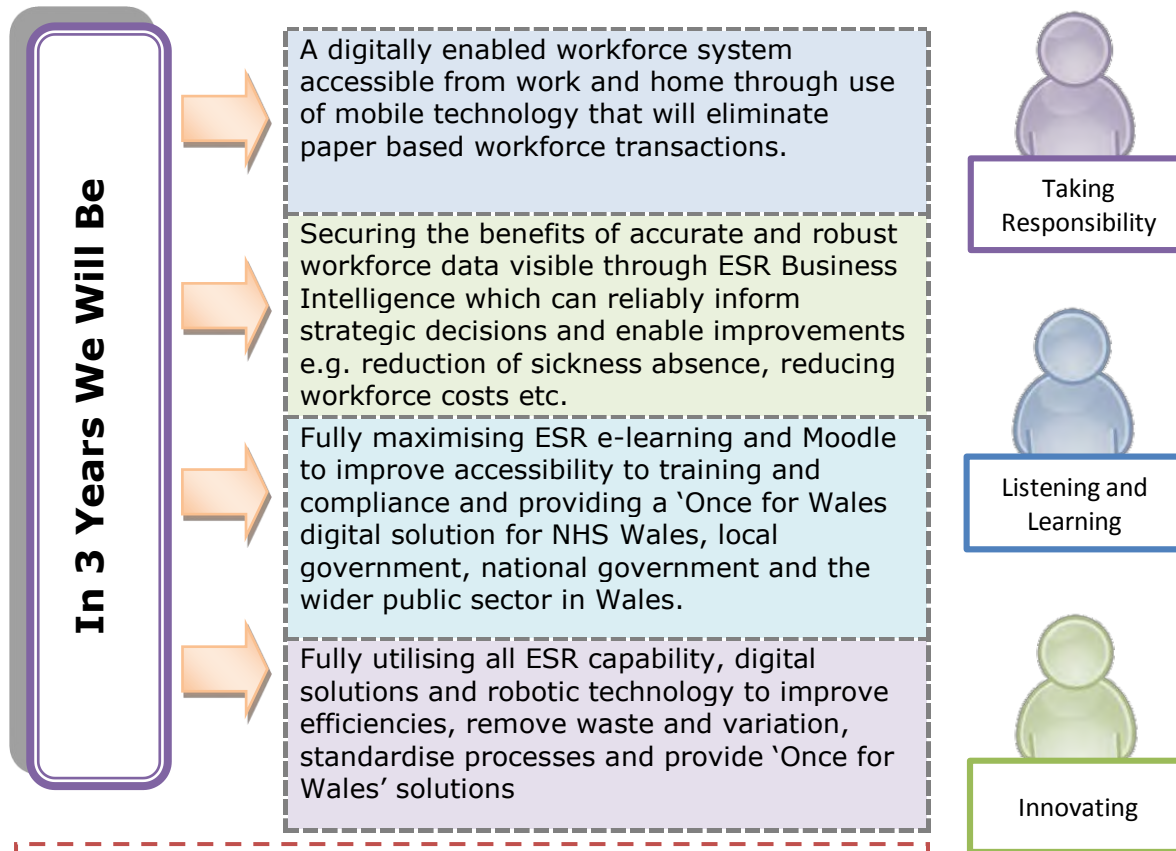 In 3 Years We Will Be
A digitally enabled workforce system
accessible from work and home through use
of mobile technology that will eliminate
paper based workforce transactions.
Securing the benefits of accurate and robust
workforce data visible through ESR Business
Intelligence which can reliably inform
strategic decisions and enable improvements
e.g. reduction of sickness absence, reducing
workforce costs etc.
Fully maximising ESR e-learning and Moodle
to improve accessibility to training and
compliance and providing a ‘Once for Wales
digital solution for NHS Wales, local
government, national government and the
wider public sector in Wales.
Fully utilising all ESR capability, digital
solutions and robotic technology to improve
efficiencies, remove waste and variation,
standardise processes and provide ‘Once for
Wales’ solutions
Taking
Responsibility
Listening and
Learning
Innovating